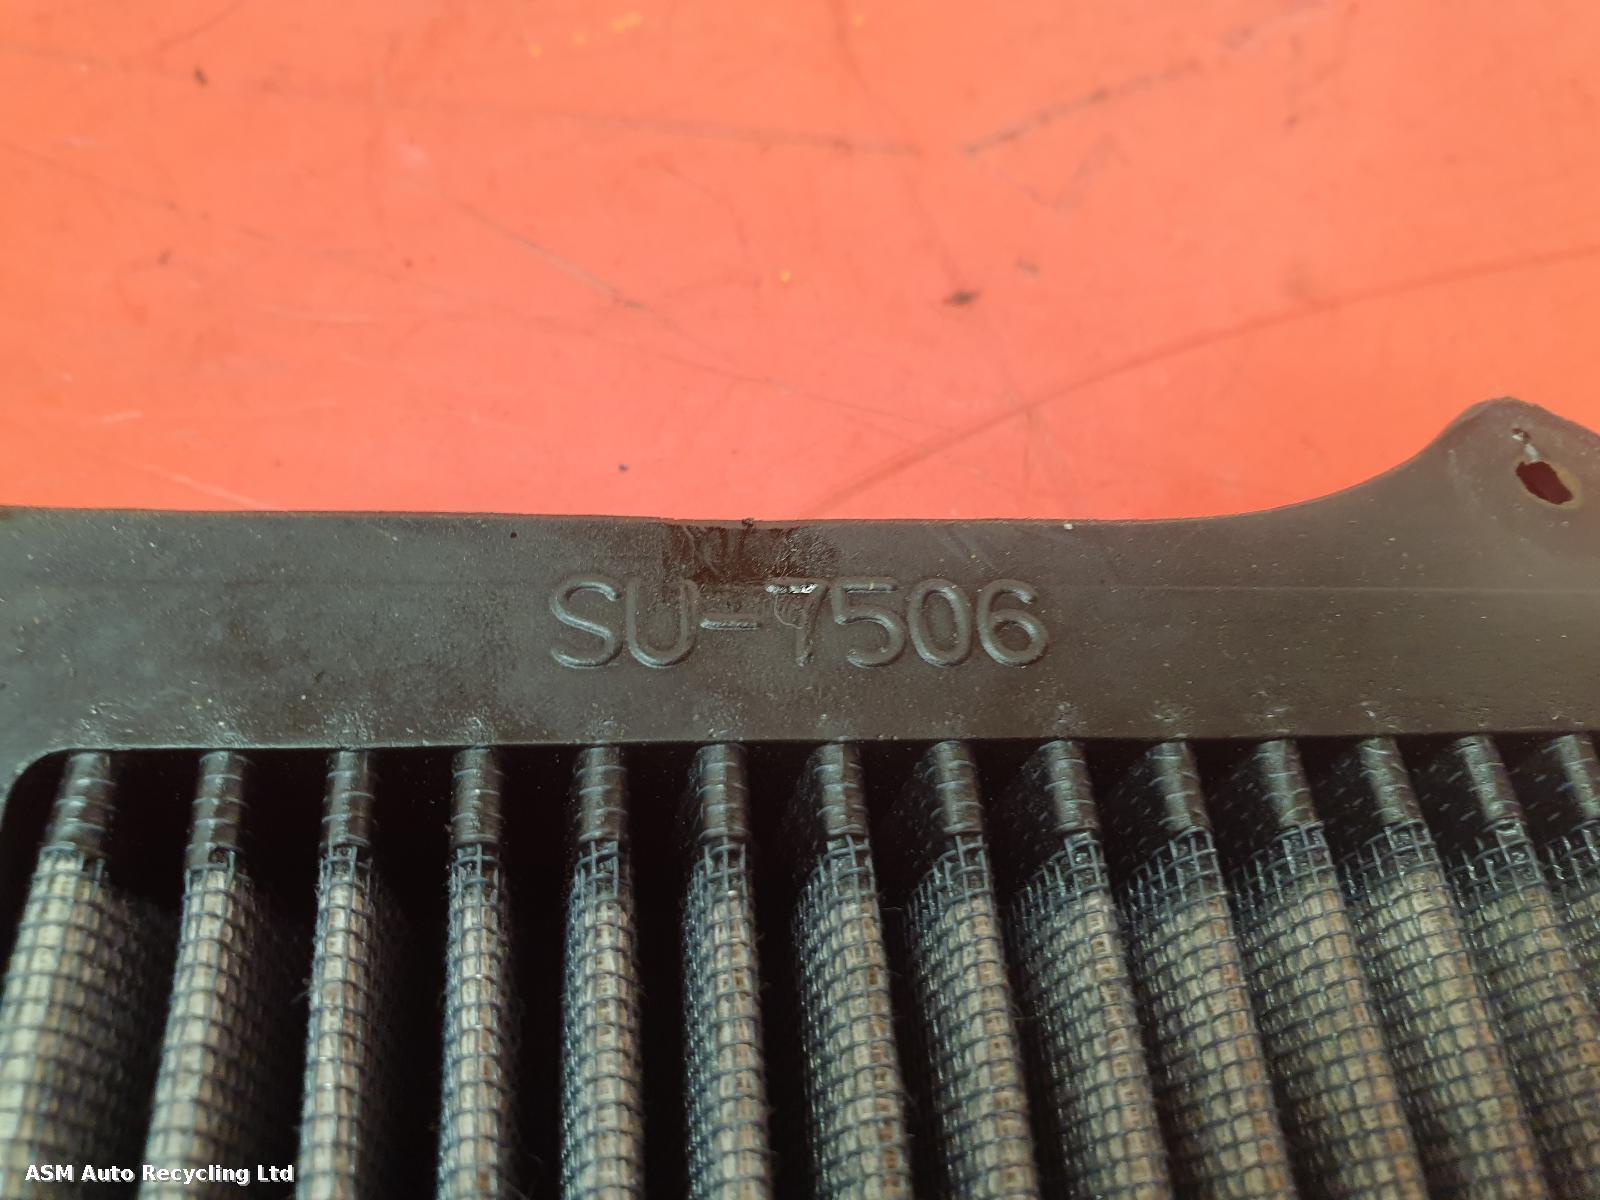 SU-7506
ASM Auto Recycling Ltd